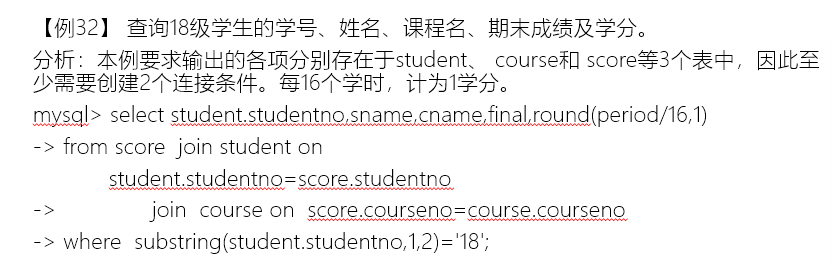 【例32】 查询18级学生的学号、姓名、课程名、期末成绩及学分。
分析：本例要求输出的各项分别存在于student、 course和 score等3个表中，因此至
少需要创建2个连接条件。每16个学时，计为1学分。
mysql> select student.studentno,sname,cname,final,round(period/16,1)
-> from score  join student on
student.studentno=score.studentno
->            join  course on  score.courseno=course.courseno
-> where  substring(student.studentno,1,2)='18';